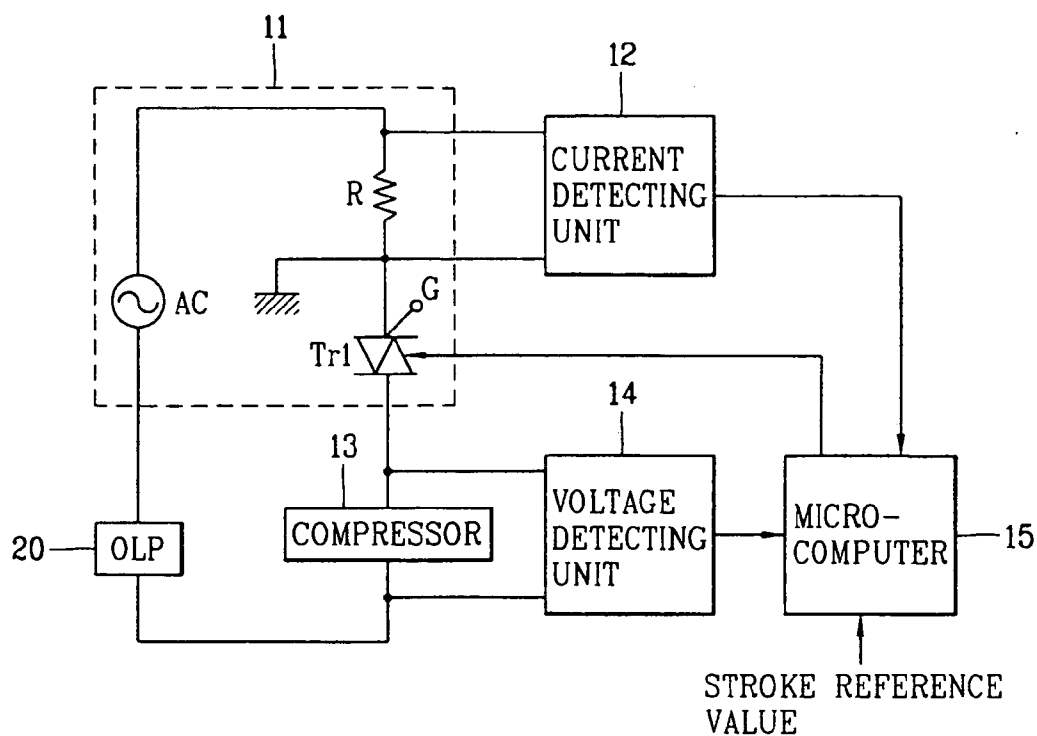 11
12
CURRENT
DETECTING
UNIT
R
G
AC
Tr1
14
13
VOLTAGE
DETECTING
UNIT
MICRO-
COMPUTER
15
COMPRESSOR
20
OLP
STROKE REFERENCE
VALUE